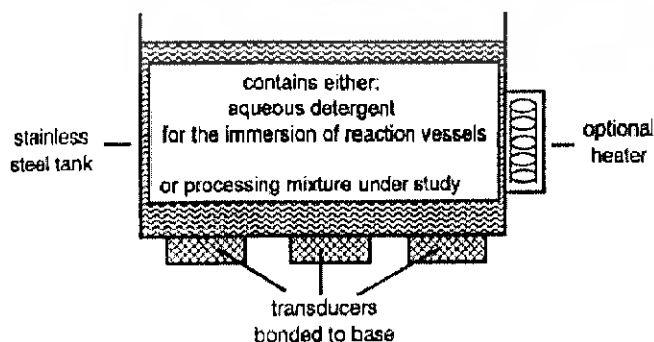 contains either:
aqueous detergent
for the immersion of reaction vessels
or processing mixture under study
stainless
steel tank
optional
heater
transducers
bonded to base